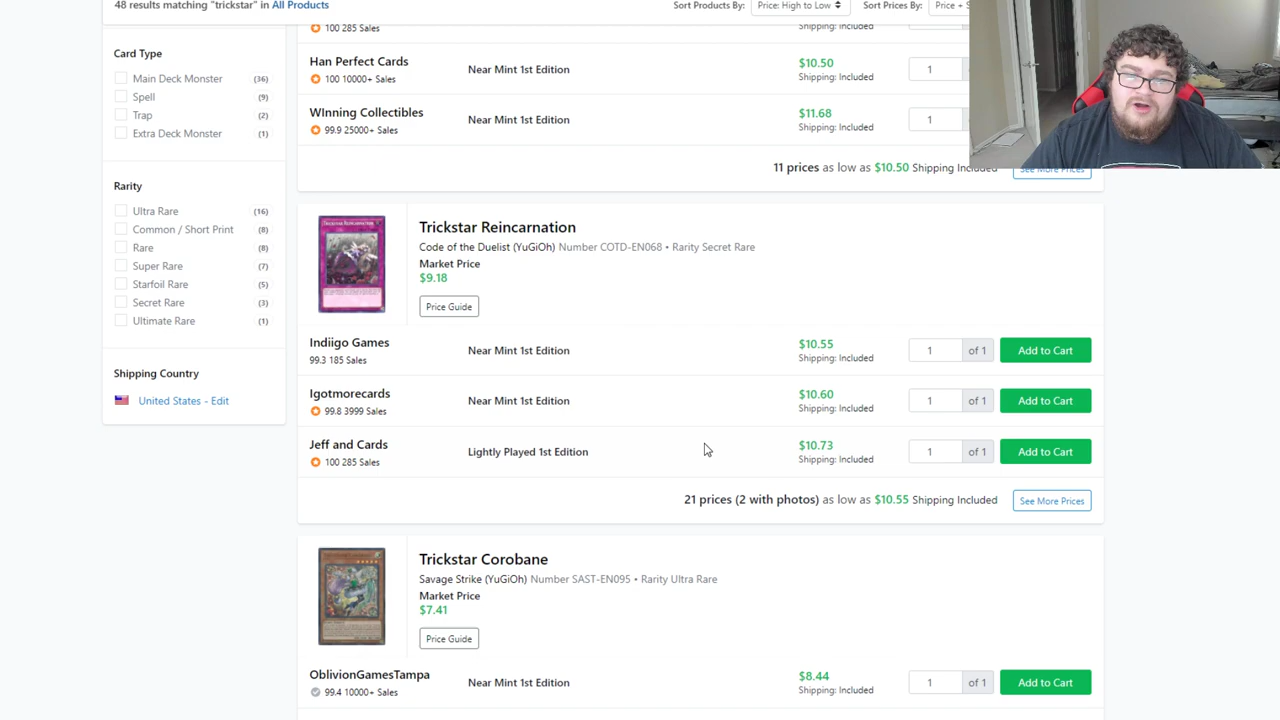 48 results matching "trickstar" in All Products
Sort Products By: Price: High to Low
Sort Prices By: Price +
Card Type
Main Deck Monster (36)
Spell (9)
Trap (2)
Extra Deck Monster (1)
Rarity
Ultra Rare (16)
Common / Short Print (8)
Rare (8)
Super Rare (7)
Starfoil Rare (5)
Secret Rare (3)
Ultimate Rare (1)
Shipping Country
United States - Edit
100 285 Sales
Shipping: Included
Han Perfect Cards
100 10000+ Sales
Near Mint 1st Edition
$10.50
Shipping: Included
1
WInning Collectibles
99.9 25000+ Sales
Near Mint 1st Edition
$11.68
Shipping: Included
1
11 prices as low as $10.50 Shipping Included
See More Prices
TRICKSTAR REINCARNATION
Trickstar Reincarnation
Code of the Duelist (YuGiOh) Number COTD-EN068 • Rarity Secret Rare
Market Price
$9.18
Price Guide
Indiigo Games
99.3 185 Sales
Near Mint 1st Edition
$10.55
Shipping: Included
1 of 1 Add to Cart
Igotmorecards
99.8 3999 Sales
Near Mint 1st Edition
$10.60
Shipping: Included
1 of 1 Add to Cart
Jeff and Cards
100 285 Sales
Lightly Played 1st Edition
$10.73
Shipping: Included
1 of 1 Add to Cart
21 prices (2 with photos) as low as $10.55 Shipping Included
See More Prices
Trickstar Corobane
Savage Strike (YuGiOh) Number SAST-EN095 • Rarity Ultra Rare
Market Price
$7.41
Price Guide
OblivionGamesTampa
99.4 10000+ Sales
Near Mint 1st Edition
$8.44
Shipping: Included
1 of 1 Add to Cart